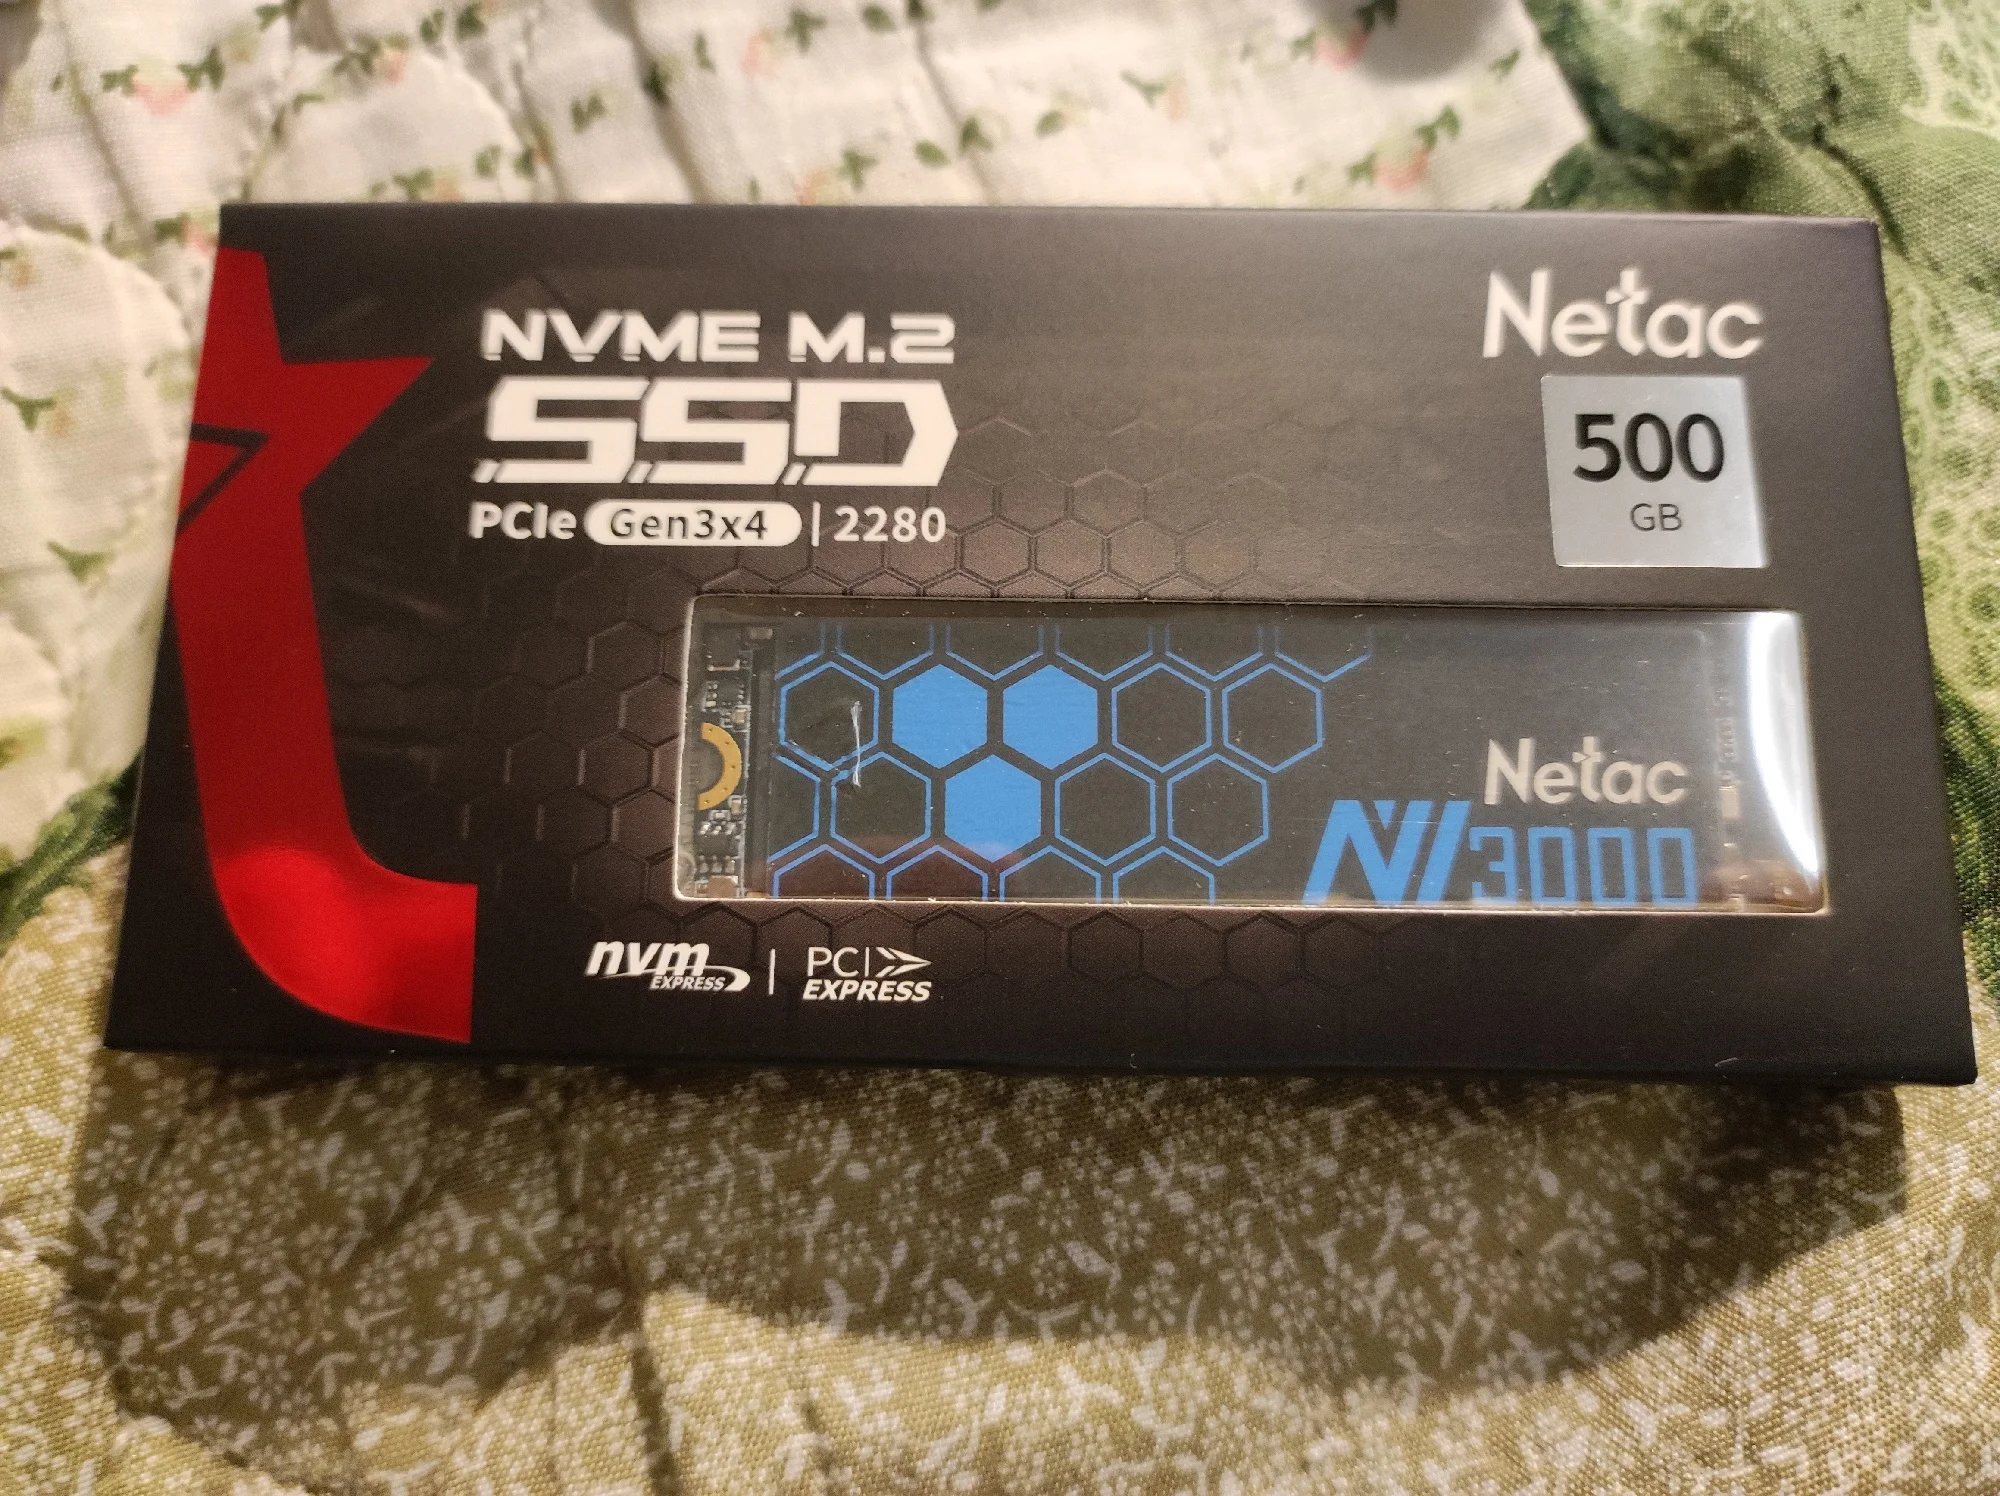 NVME M.2
SSD
PCIe Gen3x4 | 2280
Netac
500
GB
Netac
NV3000
nvm
EXPRESS
PCI
EXPRESS